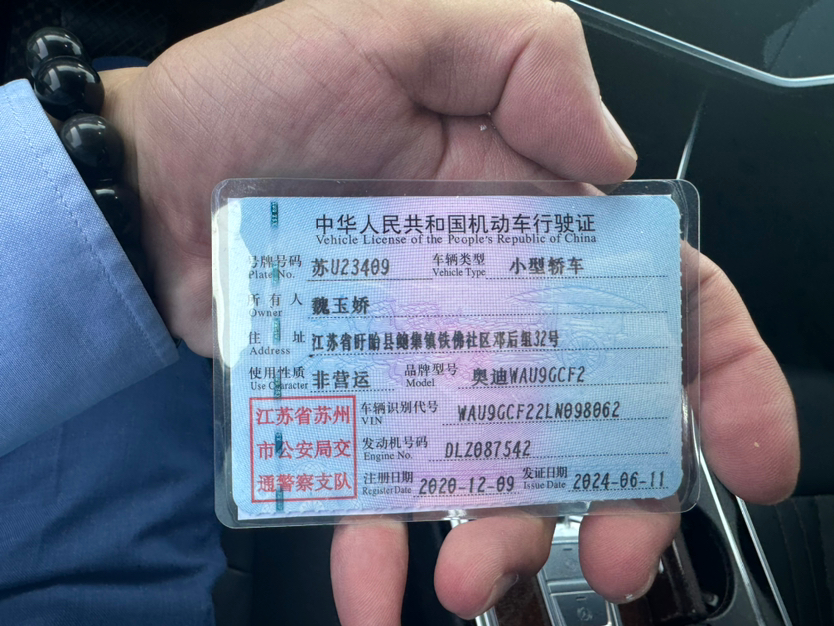 中华人民共和国机动车行驶证
Vehicle License of the People's Republic of China
号牌号码 Plate No. 苏U23409 车辆类型 Vehicle Type 小型轿车
所有人 Owner 魏玉娇
住址 Address 江苏省盱眙县鲍集镇铁佛社区邓后组32号
使用性质 Use Character 非营运 品牌型号 Model 奥迪WAU9GCF2
江苏省苏州
市公安局交
通警察支队
车辆识别代号 VIN WAU9GCF22LN098062
发动机号码 Engine No. DLZ087542
注册日期 Register Date 2020-12-09 发证日期 Issue Date 2024-06-11